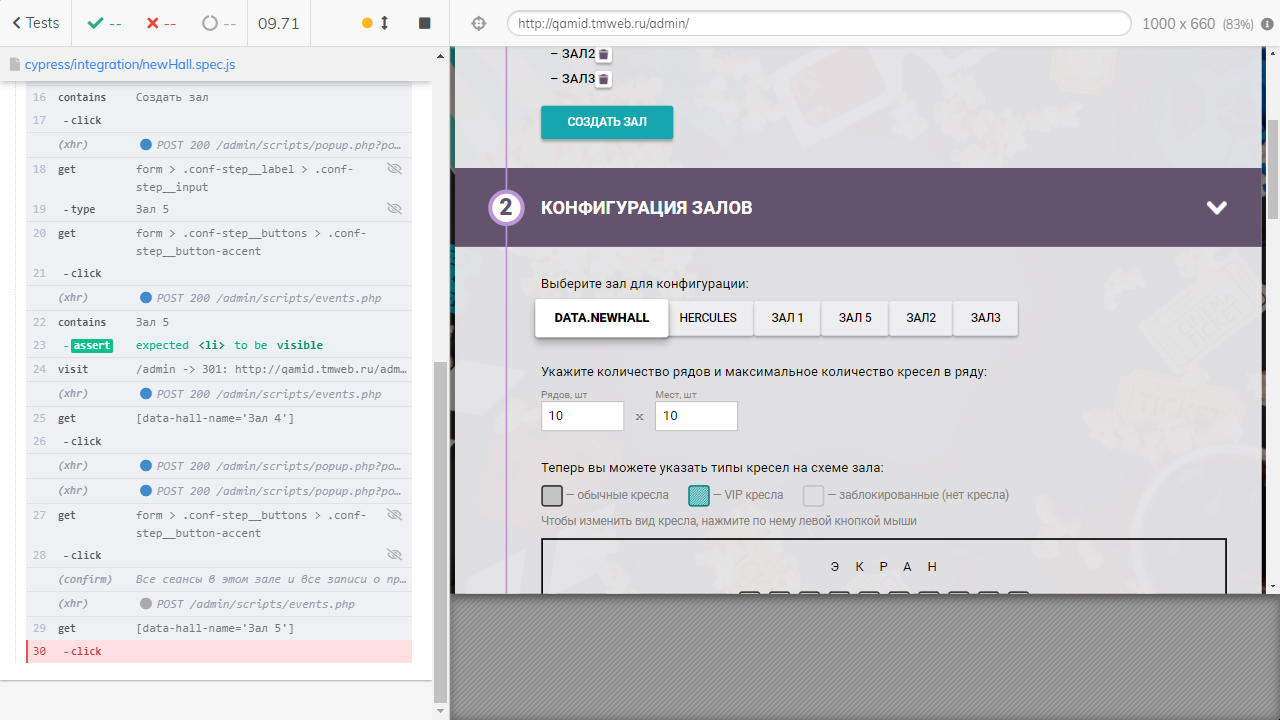 Tests
--
--
--
09.71
http://qamid.tmweb.ru/admin/
1000 x 660 (83%)
cypress/integration/newHall.spec.js
16 contains Создать зал
17 - click
(xhr) POST 200 /admin/scripts/popup.php?po...
18 get form > .conf-step__label > .conf-
step__input
19 - type Зал 5
20 get form > .conf-step__buttons > .conf-
step__button-accent
21 - click
(xhr) POST 200 /admin/scripts/events.php
22 contains Зал 5
23 - assert expected <li> to be visible
24 visit /admin -> 301: http://qamid.tmweb.ru/adm...
(xhr) POST 200 /admin/scripts/events.php
25 get [data-hall-name='Зал 4']
26 - click
(xhr) POST 200 /admin/scripts/popup.php?po...
(xhr) POST 200 /admin/scripts/popup.php?po...
27 get form > .conf-step__buttons > .conf-
step__button-accent
28 - click
(confirm) Все сеансы в этом зале и все записи о пр...
(xhr) POST /admin/scripts/events.php
29 get [data-hall-name='Зал 5']
30 - click
– ЗАЛ2
– ЗАЛ3
СОЗДАТЬ ЗАЛ
2 КОНФИГУРАЦИЯ ЗАЛОВ
Выберите зал для конфигурации:
DATA.NEWHALL HERCULES ЗАЛ 1 ЗАЛ 5 ЗАЛ2 ЗАЛ3
Укажите количество рядов и максимальное количество кресел в ряду:
Рядов, шт Мест, шт
10 x 10
Теперь вы можете указать типы кресел на схеме зала:
– обычные кресла – VIP кресла – заблокированные (нет кресла)
Чтобы изменить вид кресла, нажмите по нему левой кнопкой мыши
ЭКРАН